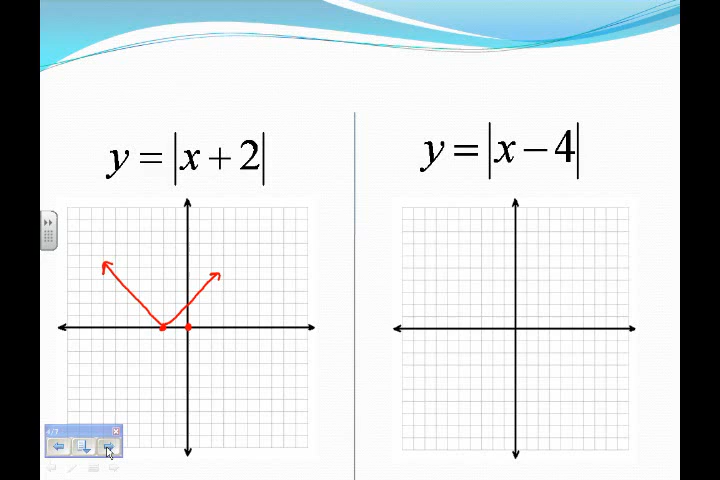 y = |x + 2|
y = |x − 4|
4/7